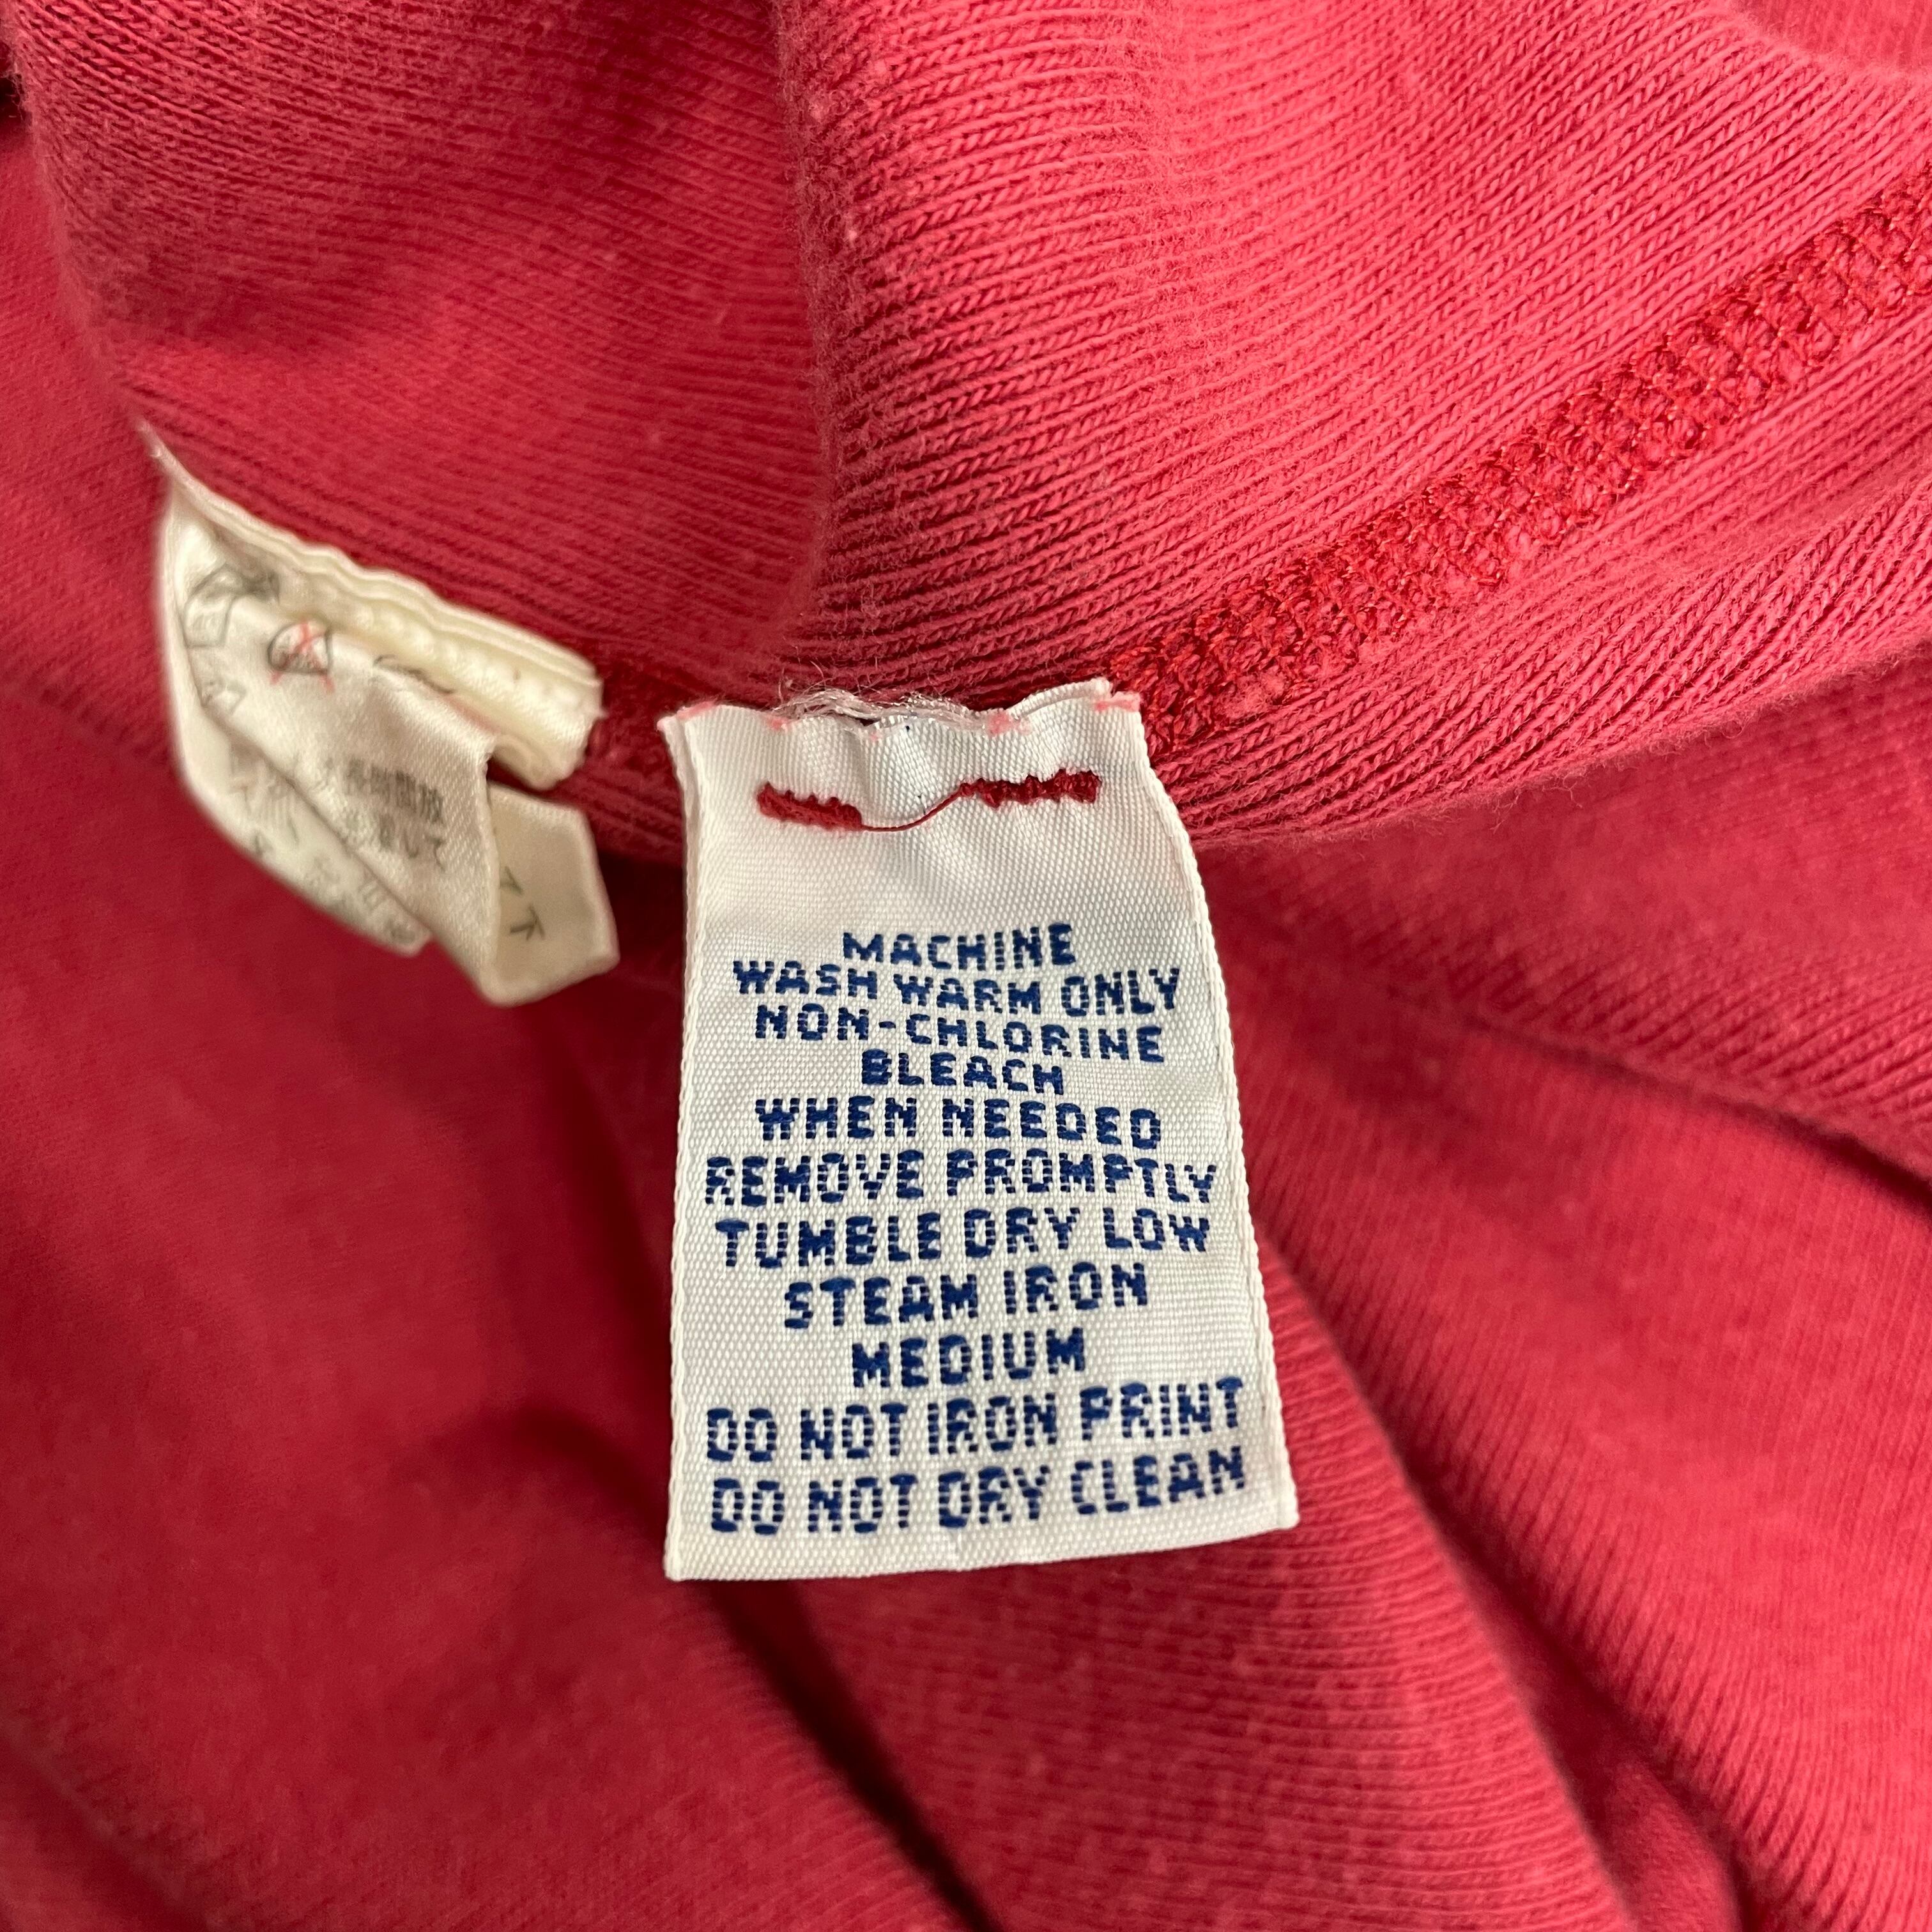 MACHINE
WASH WARM ONLY
NON-CHLORINE
BLEACH
WHEN NEEDED
REMOVE PROMPTLY
TUMBLE DRY LOW
STEAM IRON
MEDIUM
DO NOT IRON PRINT
DO NOT DRY CLEAN